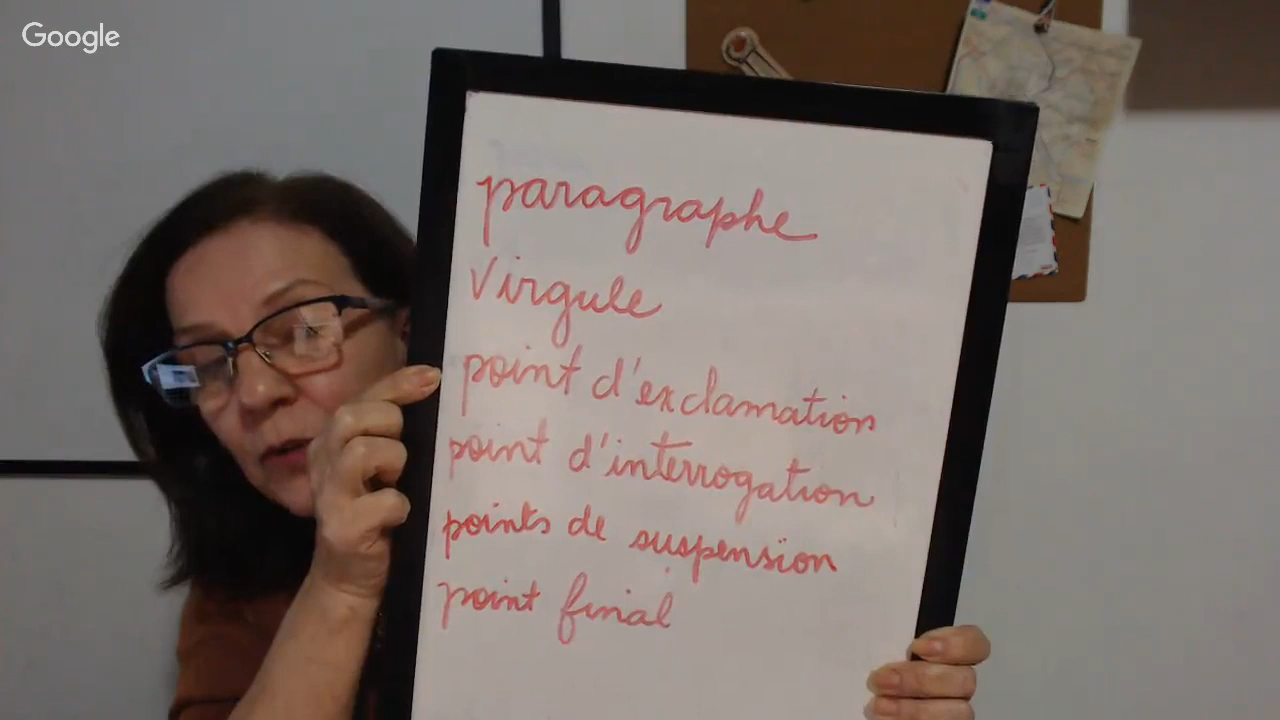 Google
paragraphe
virgule
point d'exclamation
point d'interrogation
points de suspension
point final